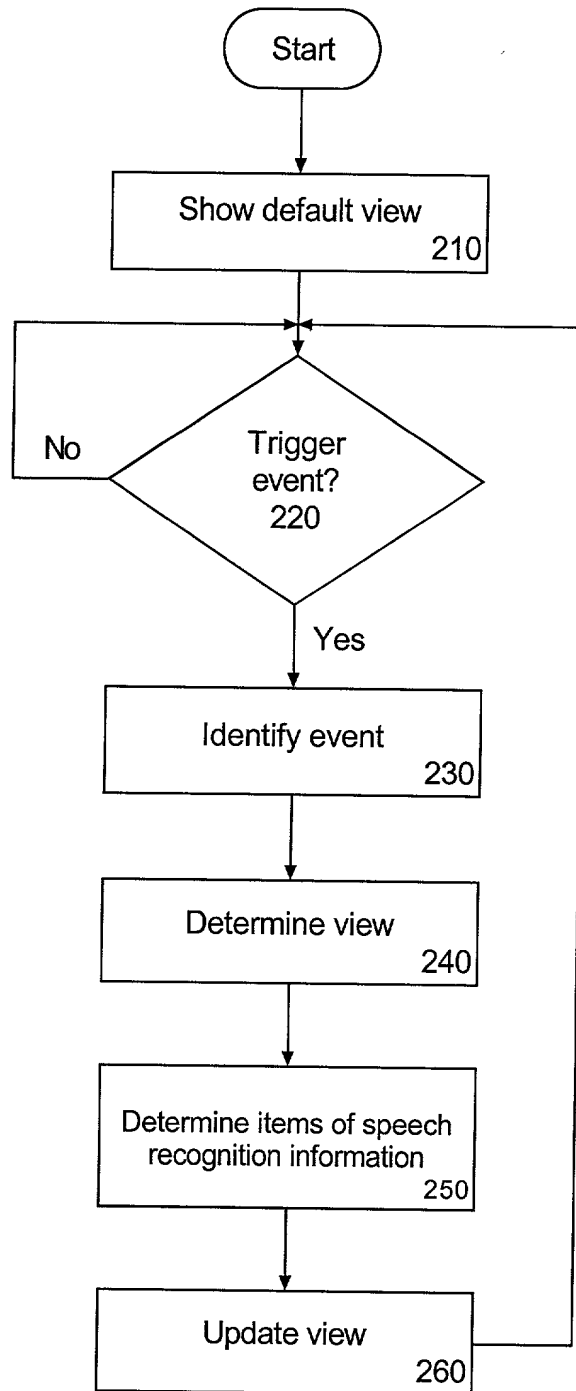 Start
Show default view
210
No
Trigger
event?
220
Yes
Identify event
230
Determine view
240
Determine items of speech
recognition information
250
Update view
260